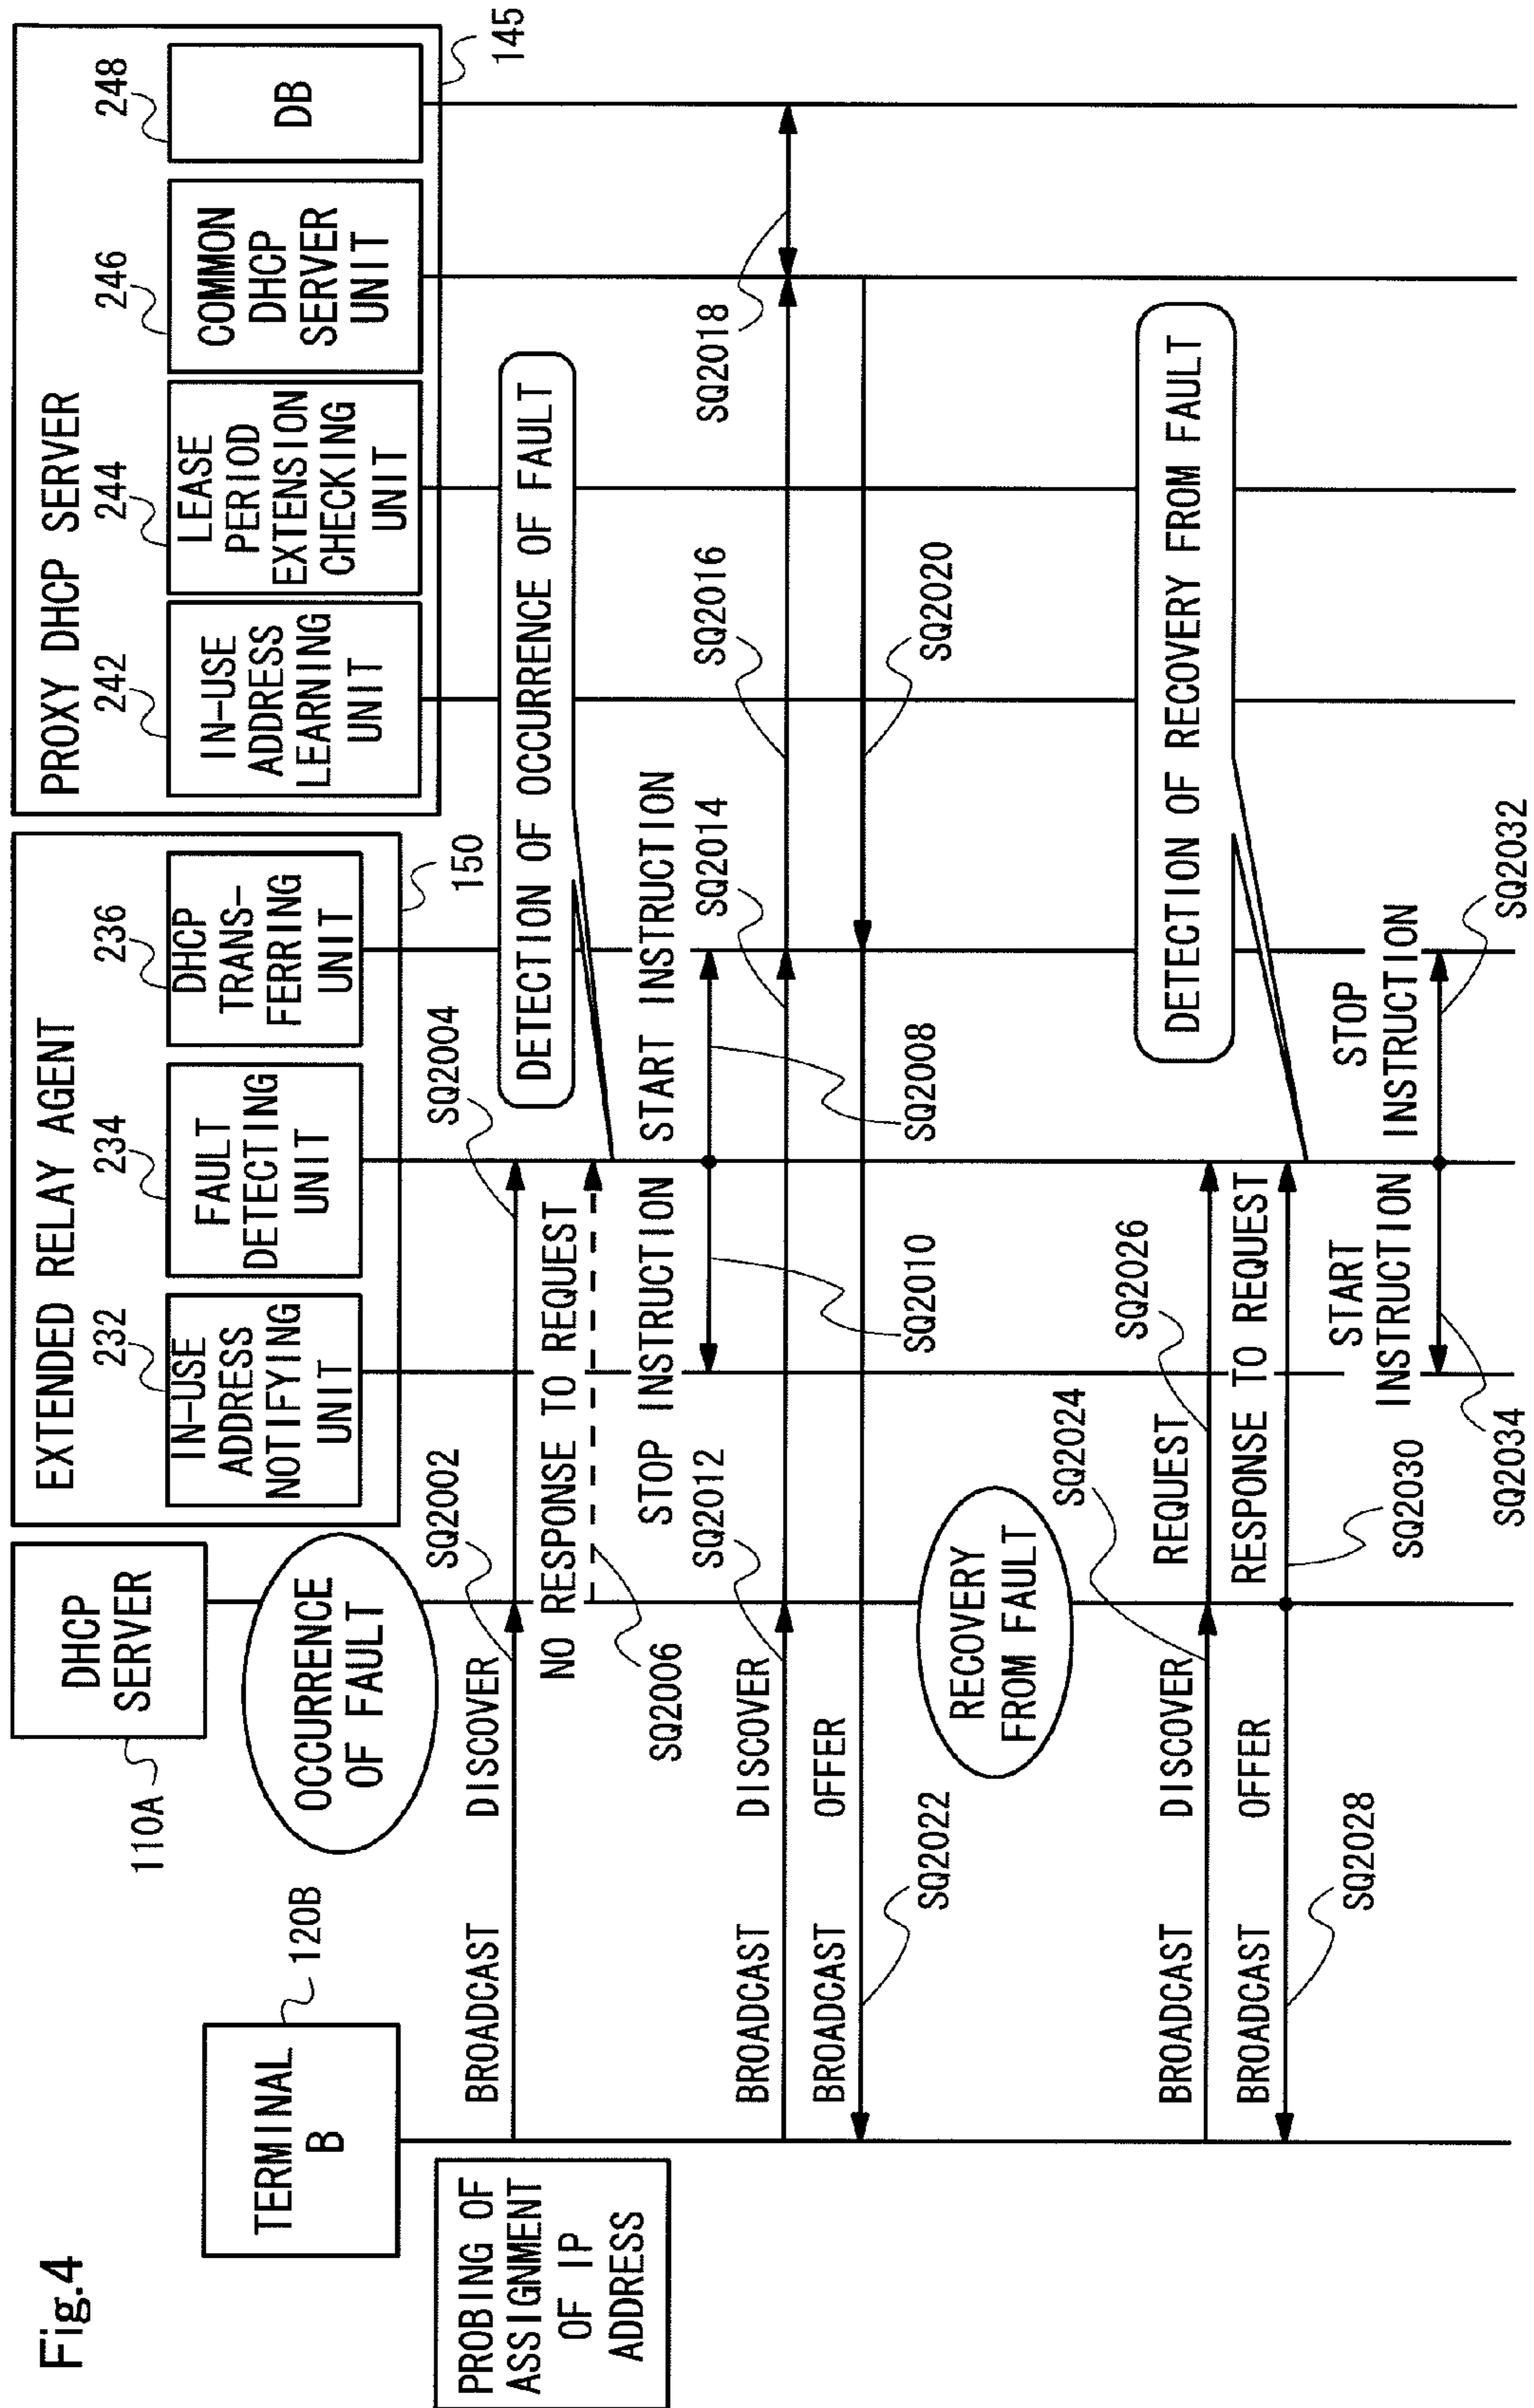 Fig.4
PROXY DHCP SERVER
145
EXTENDED RELAY AGENT
150
DHCP
SERVER
110A
TERMINAL
B
120B
232
IN-USE
ADDRESS
NOTIFYING
UNIT
234
FAULT
DETECTING
UNIT
236
DHCP
TRANS-
FERRING
UNIT
242
IN-USE
ADDRESS
LEARNING
UNIT
244
LEASE
PERIOD
EXTENSION
CHECKING
UNIT
246
COMMON
DHCP
SERVER
UNIT
248
DB
OCCURRENCE
OF FAULT
PROBING OF
ASSIGNMENT
OF IP
ADDRESS
BROADCAST
DISCOVER
SQ2002
SQ2004
DETECTION OF OCCURRENCE OF FAULT
NO RESPONSE TO REQUEST
SQ2006
STOP INSTRUCTION
START INSTRUCTION
SQ2010
SQ2008
BROADCAST
DISCOVER
SQ2012
SQ2014
SQ2016
SQ2018
BROADCAST
OFFER
SQ2022
SQ2020
RECOVERY
FROM FAULT
DETECTION OF RECOVERY FROM FAULT
BROADCAST
DISCOVER
SQ2024
REQUEST
SQ2026
BROADCAST
OFFER
SQ2028
RESPONSE TO REQUEST
SQ2030
START
INSTRUCTION
SQ2034
STOP
INSTRUCTION
SQ2032